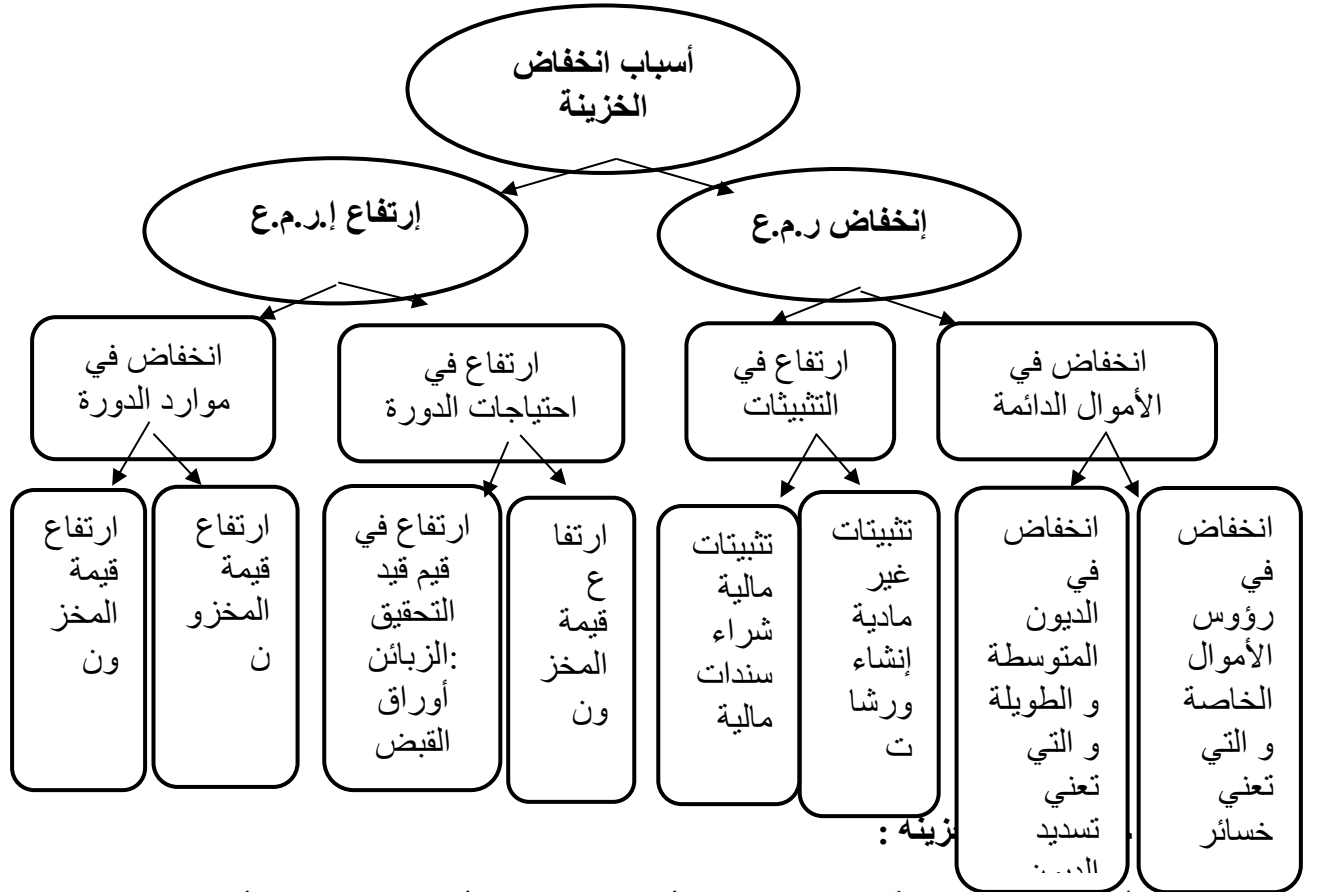 أسباب انخفاض
الخزينة
إنخفاض ر.م.ع
إرتفاع إ.ر.م.ع
انخفاض في
الأموال الدائمة
ارتفاع في
التثبيثات
ارتفاع في
احتياجات الدورة
انخفاض في
موارد الدورة
انخفاض
في
رؤوس
الأموال
الخاصة
و التي
تعني
خسائر
انخفاض
في
الديون
المتوسطة
و الطويلة
و التي
تعني
تسديد
تثبيتات
غير
مادية
إنشاء
ورشا
ت
تثبيتات
مالية
شراء
سندات
مالية
ارتفا
ع
قيمة
المخز
ون
ارتفاع في
قيم قيد
التحقيق
:الزبائن
أوراق
القبض
ارتفاع
قيمة
المخزو
ن
ارتفاع
قيمة
المخز
ون